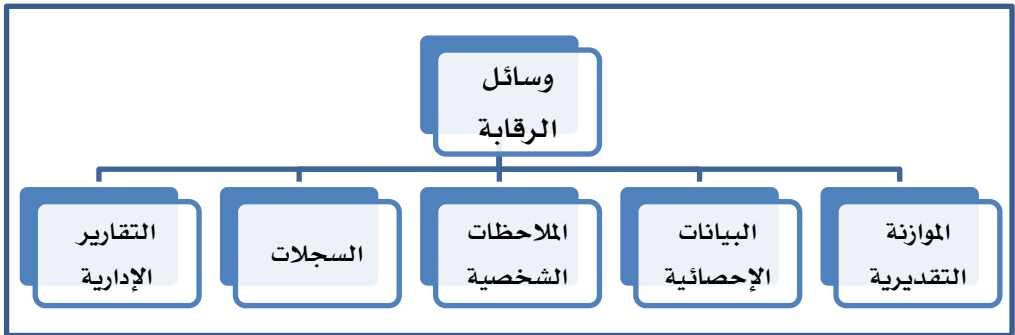 وسائل
الرقابة
الموازنة
التقديرية
البيانات
الإحصائية
الملاحظات
الشخصية
السجلات
التقارير
الإدارية